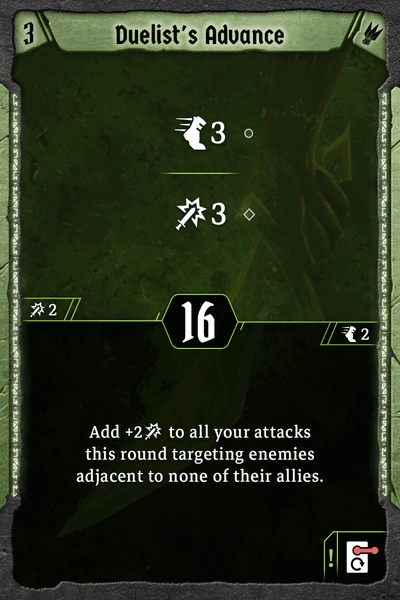 3 Duelist's Advance
3
3
2
16
2
Add +2 to all your attacks
this round targeting enemies
adjacent to none of their allies.
!